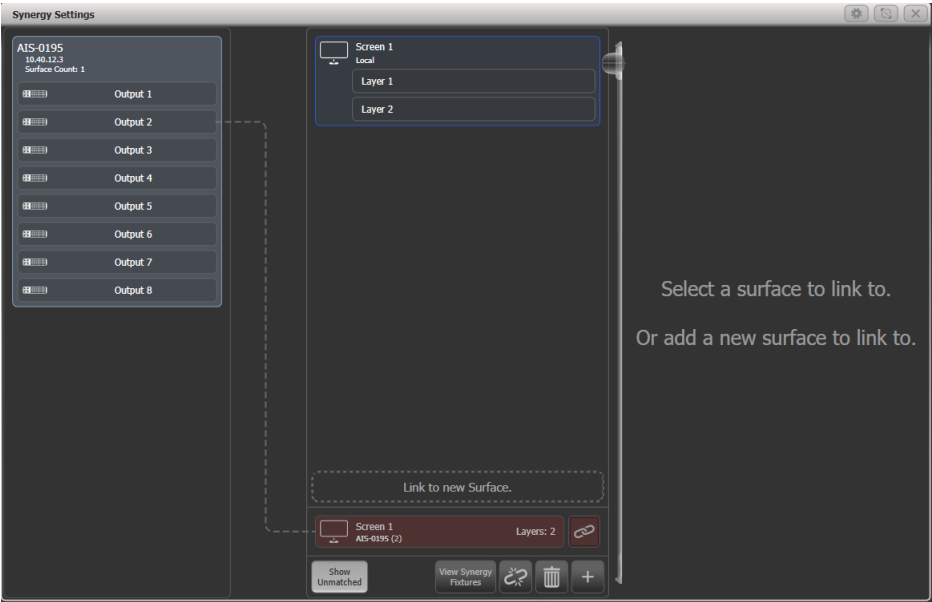 Synergy Settings
AIS-0195
10.40.12.3
Surface Count: 1
Output 1
Output 2
Output 3
Output 4
Output 5
Output 6
Output 7
Output 8
Screen 1
Local
Layer 1
Layer 2
Link to new Surface.
Screen 1
AIS-0195 (2)
Layers: 2
Show
Unmatched
View Synergy
Fixtures
+
Select a surface to link to.
Or add a new surface to link to.